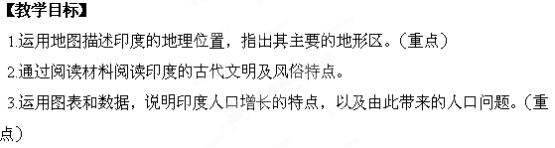 【教学目标】
1.运用地图描述印度的地理位置，指出其主要的地形区。（重点）
2.通过阅读材料阅读印度的古代文明及风俗特点。
3.运用图表和数据，说明印度人口增长的特点，以及由此带来的人口问题。（重
点）